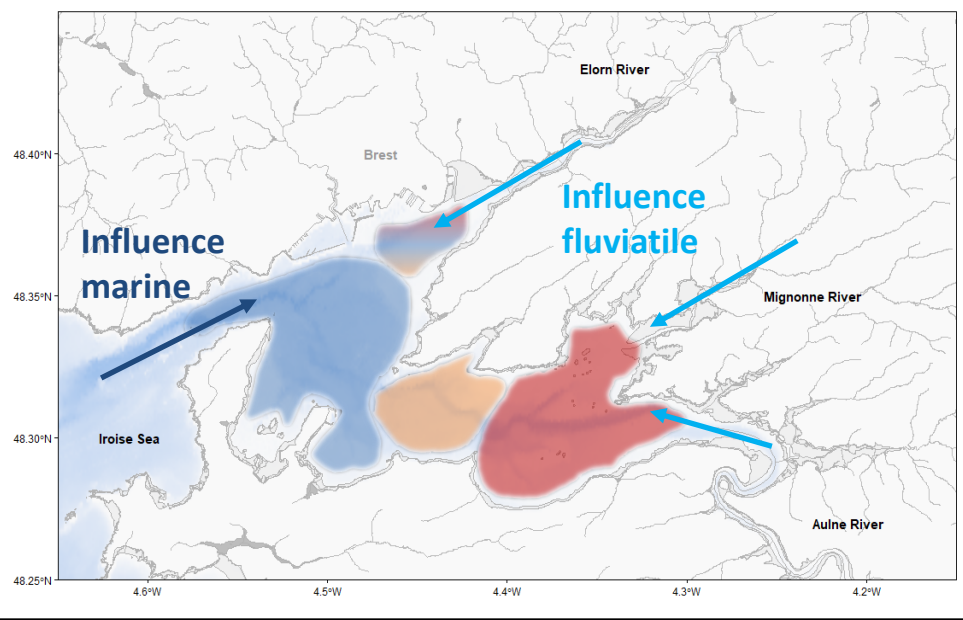 Elorn River
48.40°N
Brest
Influence
fluviatile
Influence
marine
48.35°N
Mignonne River
48.30°N
Iroise Sea
Aulne River
48.25°N
4.6°W
4.5°W
4.4°W
4.3°W
4.2°W